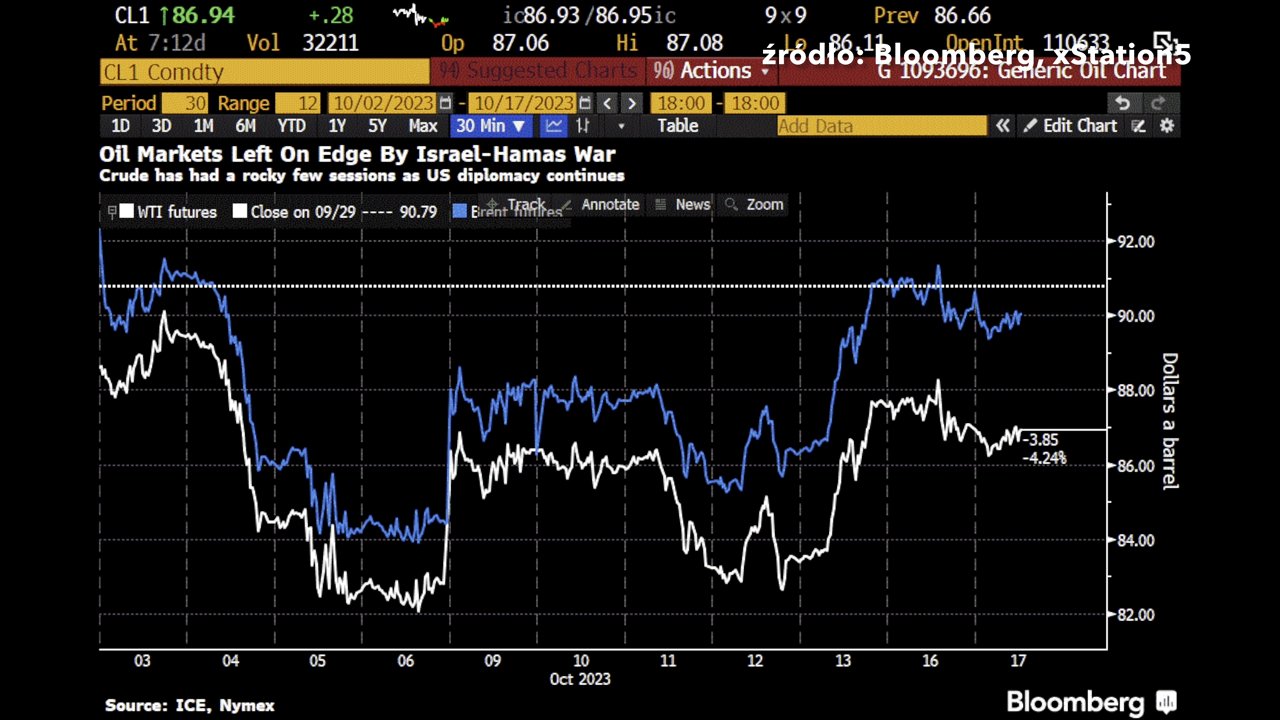 CL1 ↑86.94 +.28 ic86.93 /86.95ic 9x9 Prev 86.66
At 7:12d Vol 32211 Op 87.06 Hi 87.08 Lo 86.11 OpenInt 110633
źródło: Bloomberg, xStation5
CL1 Comdty 94) Suggested Charts 96) Actions G 1093696: Generic Oil Chart
Period 30 Range 12 10/02/2023 - 10/17/2023 18:00 - 18:00
1D 3D 1M 6M YTD 1Y 5Y Max 30 Min ▼ Table Add Data « Edit Chart
Oil Markets Left On Edge By Israel-Hamas War
Crude has had a rocky few sessions as US diplomacy continues
Track Annotate News Zoom
WTI futures Close on 09/29 ---- 90.79 Brent futures
92.00
90.00
88.00
86.00
84.00
82.00
Dollars a barrel
-3.85
-4.24%
03 04 05 06 09 10 11 12 13 16 17
Oct 2023
Source: ICE, Nymex
Bloomberg